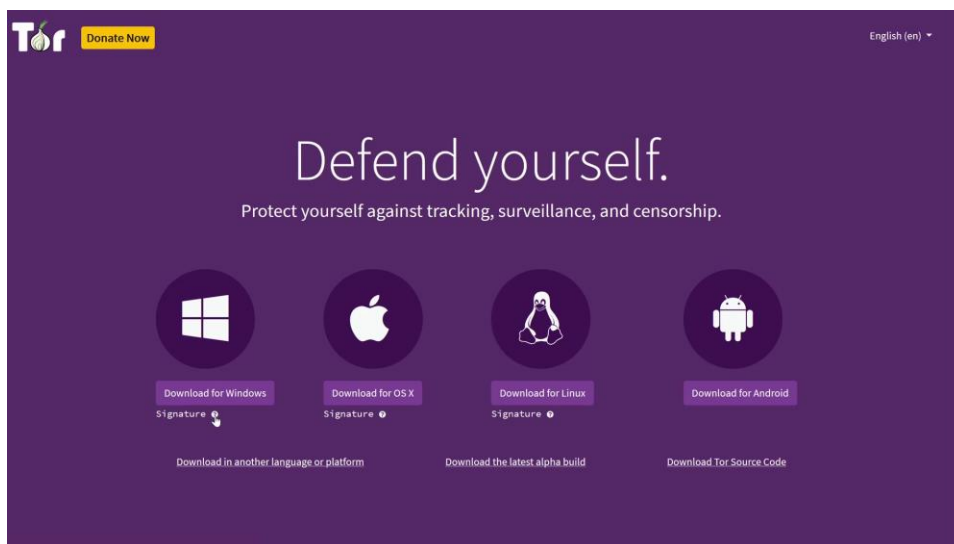 Tor
Donate Now
English (en)
Defend yourself.
Protect yourself against tracking, surveillance, and censorship.
Download for Windows
Download for OS X
Download for Linux
Download for Android
Signature
Signature
Signature
Download in another language or platform
Download the latest alpha build
Download Tor Source Code